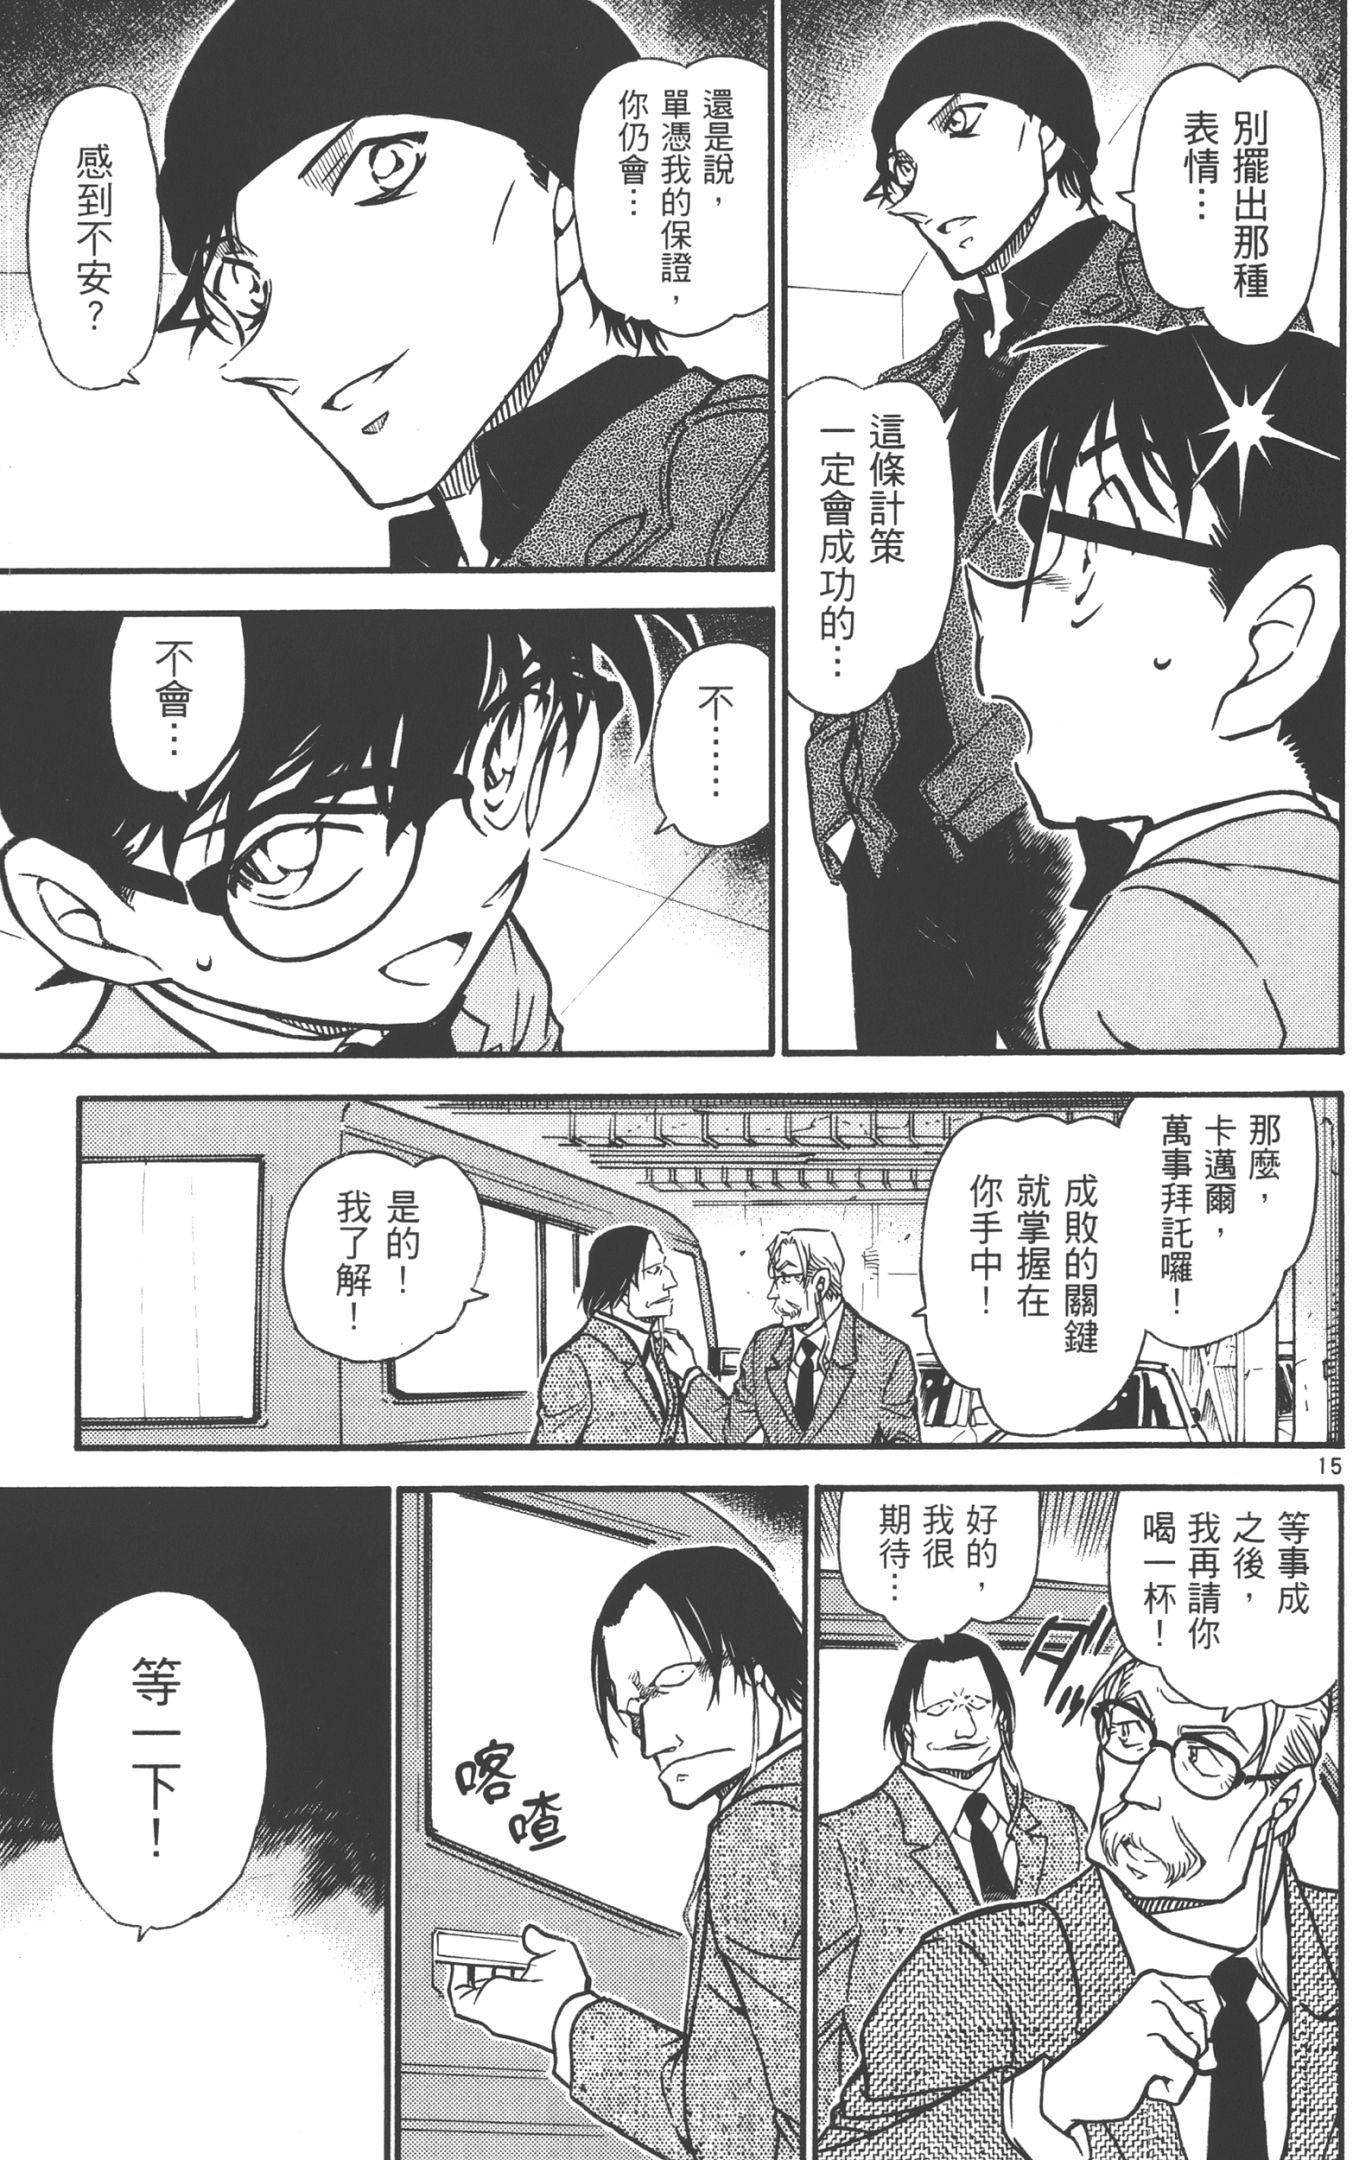 別擺出那種
表情…
這條計策
一定會成功的…
還是說，
單憑我的保證，
你仍會…
感到不安？
不……
不會…
那麼，
卡邁爾，
萬事拜託囉！
成敗的關鍵
就掌握在
你手中！
是的！
我了解！
15
等事成
之後，
我再請你
喝一杯！
好的，
我很
期待…
喀
喳
等一下！